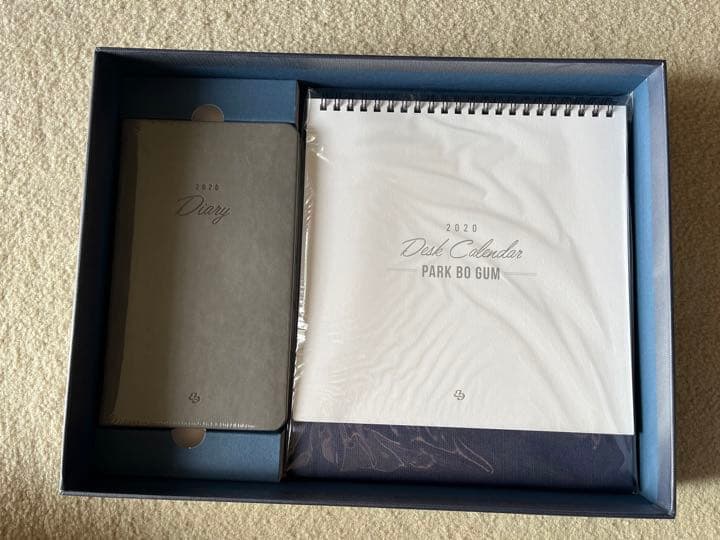 2020
Diary
2020
Desk Calendar
PARK BO GUM